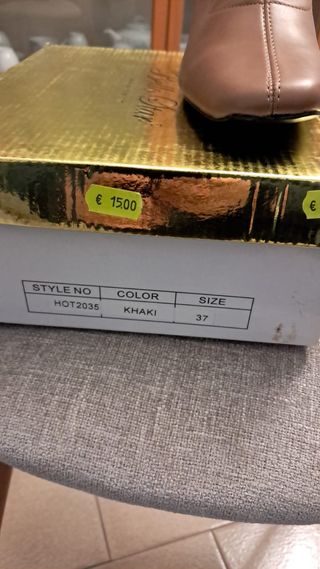 € 15.00
€
STYLE NO COLOR SIZE
HOT2035 KHAKI 37